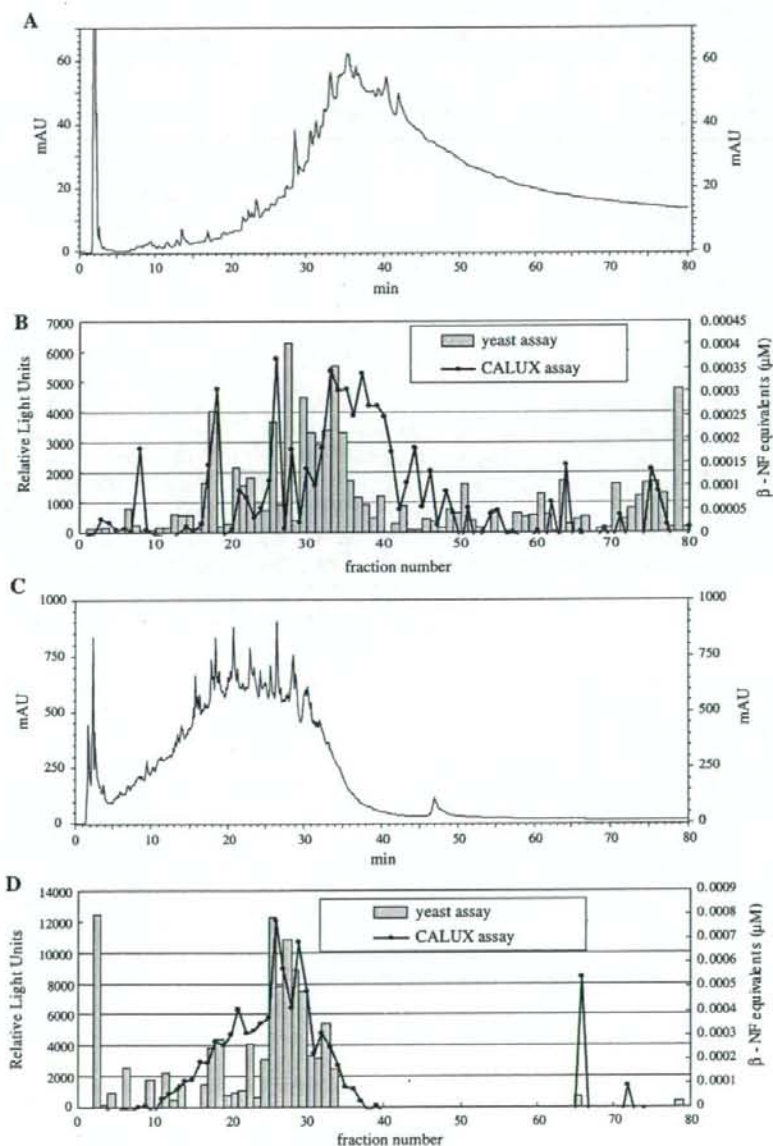 A
60
40
20
0
mAU
60
40
20
0
mAU
0 10 20 30 40 50 60 70 80
min
B
7000
6000
5000
4000
3000
2000
1000
0
Relative Light Units
yeast assay
CALUX assay
0.00045
0.0004
0.00035
0.0003
0.00025
0.0002
0.00015
0.0001
0.00005
0
β - NF equivalents (μM)
0 10 20 30 40 50 60 70 80
fraction number
C
1000
750
500
250
0
mAU
1000
750
500
250
0
mAU
0 10 20 30 40 50 60 70 80
min
D
14000
12000
10000
8000
6000
4000
2000
0
Relative Light Units
yeast assay
CALUX assay
0.0009
0.0008
0.0007
0.0006
0.0005
0.0004
0.0003
0.0002
0.0001
0
β - NF equivalents (μM)
0 10 20 30 40 50 60 70 80
fraction number